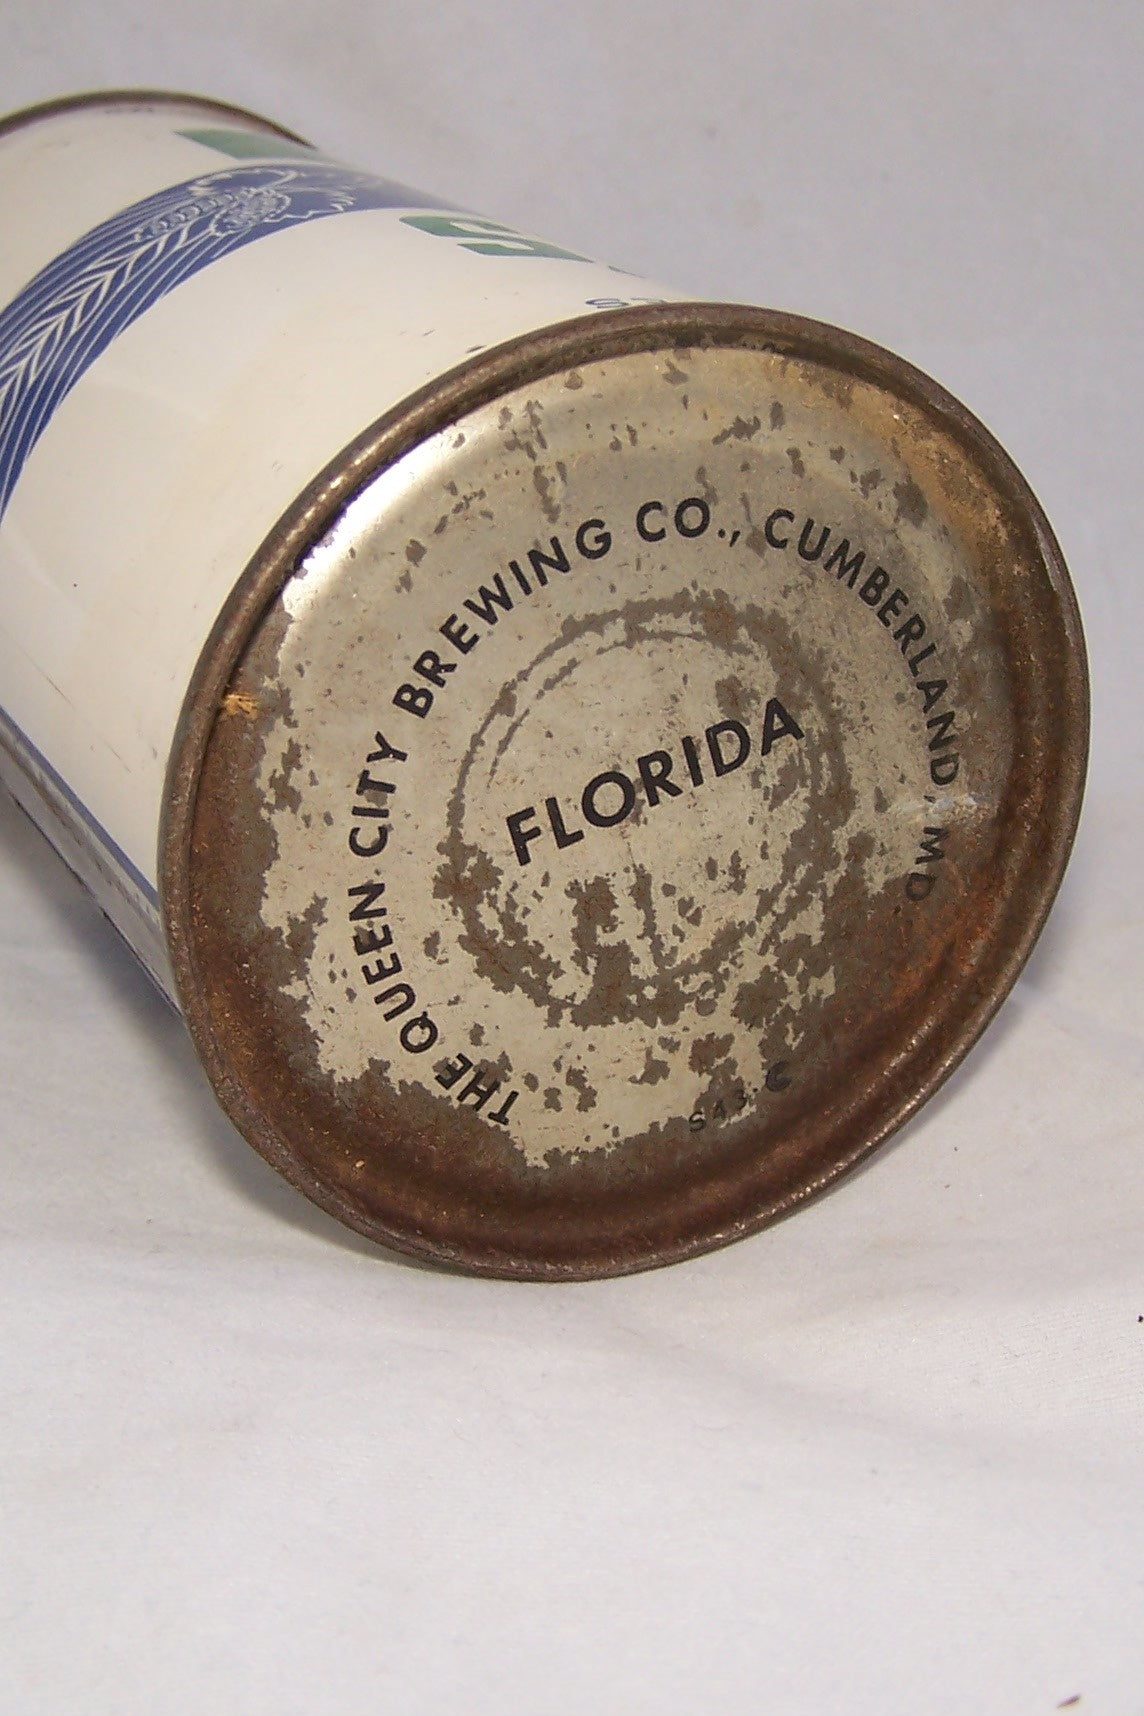 THE QUEEN CITY BREWING CO., CUMBERLAND, MD.
FLORIDA